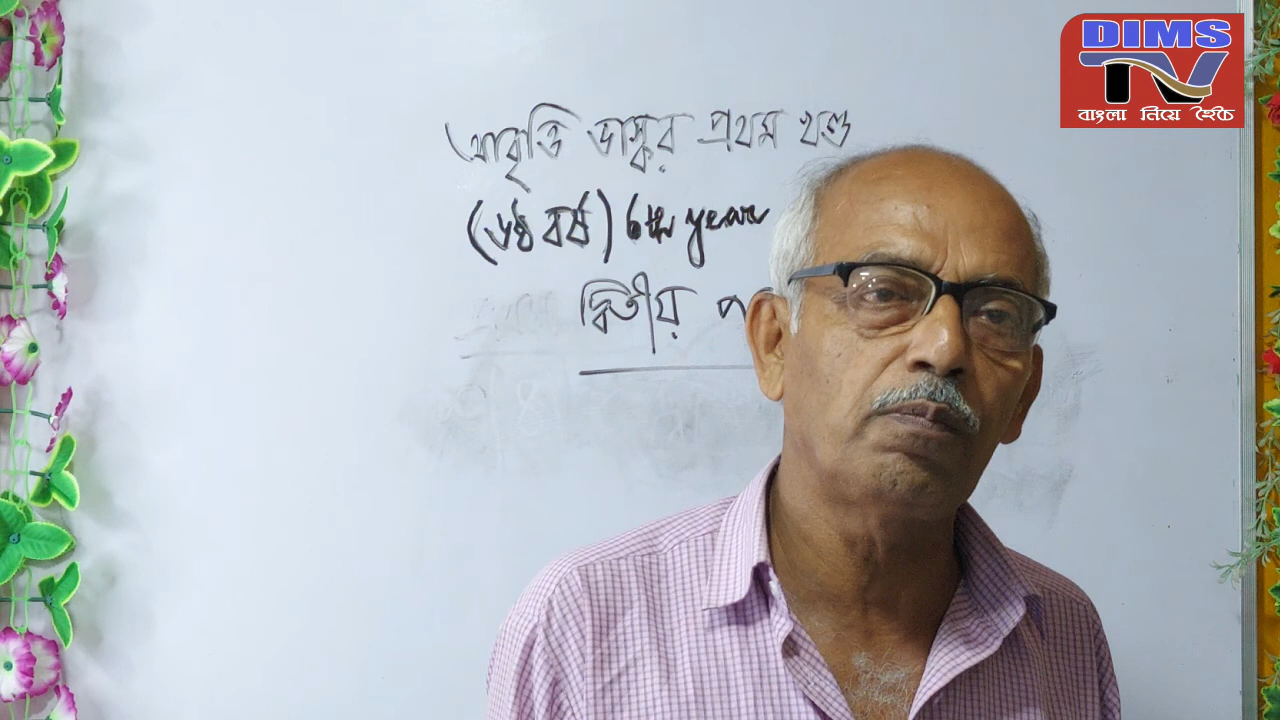 DIMS
TV
বাংলা নিয়ে হৈচৈ
আবৃত্তি ভাস্কর প্রথম খণ্ড
(৬ষ্ঠ বর্ষ) 6th year
দ্বিতীয়